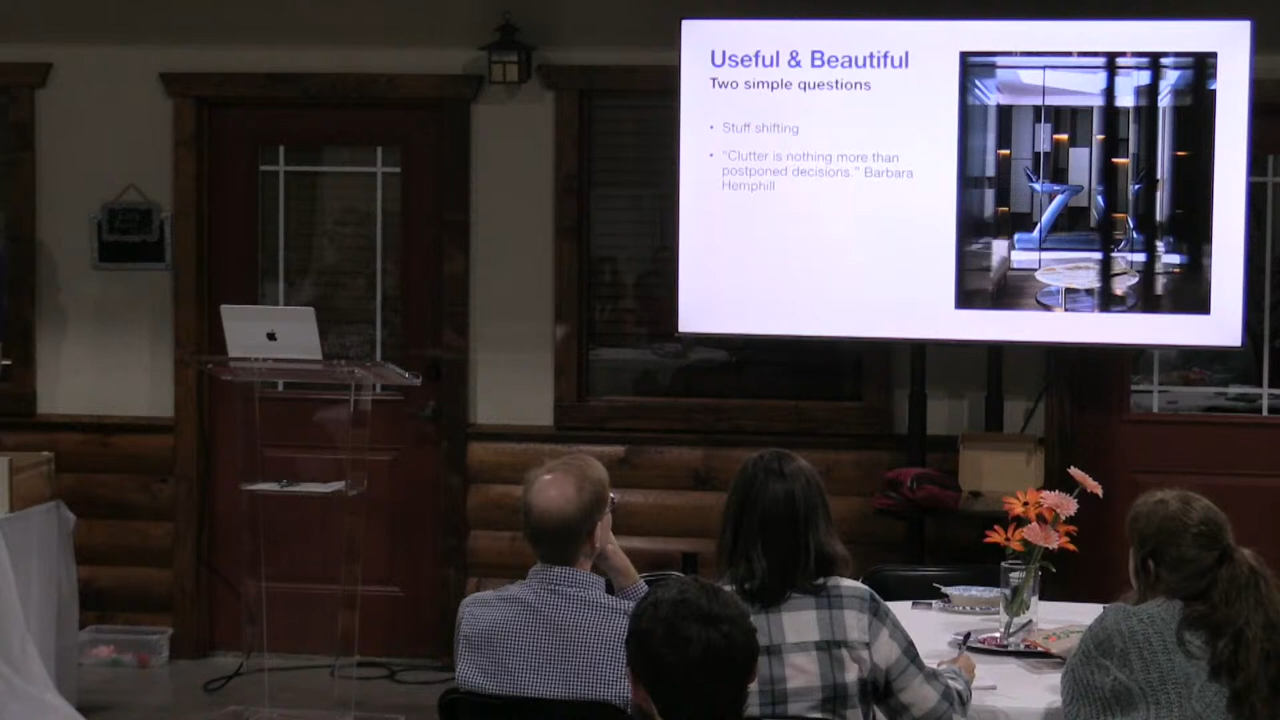 Useful & Beautiful
Two simple questions
• Stuff shifting
• “Clutter is nothing more than
postponed decisions.” Barbara
Hemphill